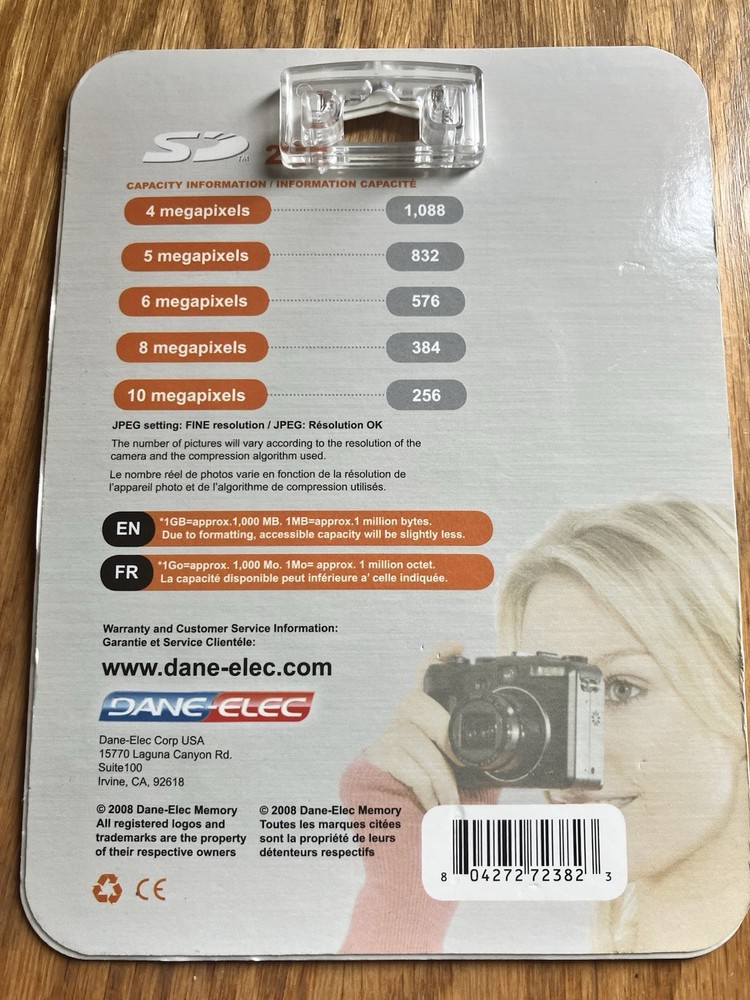 SD™
CAPACITY INFORMATION / INFORMATION CAPACITÉ
4 megapixels 1,088
5 megapixels 832
6 megapixels 576
8 megapixels 384
10 megapixels 256
JPEG setting: FINE resolution / JPEG: Résolution OK
The number of pictures will vary according to the resolution of the
camera and the compression algorithm used.
Le nombre réel de photos varie en fonction de la résolution de
l'appareil photo et de l'algorithme de compression utilisés.
EN
*1GB=approx.1,000 MB. 1MB=approx.1 million bytes.
Due to formatting, accessible capacity will be slightly less.
FR
*1Go=approx. 1,000 Mo. 1Mo= approx. 1 million octet.
La capacité disponible peut inférieure a' celle indiquée.
Warranty and Customer Service Information:
Garantie et Service Clientéle:
www.dane-elec.com
DANE-ELEC
Dane-Elec Corp USA
15770 Laguna Canyon Rd.
Suite100
Irvine, CA, 92618
© 2008 Dane-Elec Memory
All registered logos and
trademarks are the property
of their respective owners
© 2008 Dane-Elec Memory
Toutes les marques citées
sont la propriété de leurs
détenteurs respectifs
CE
8 04272 72382 3